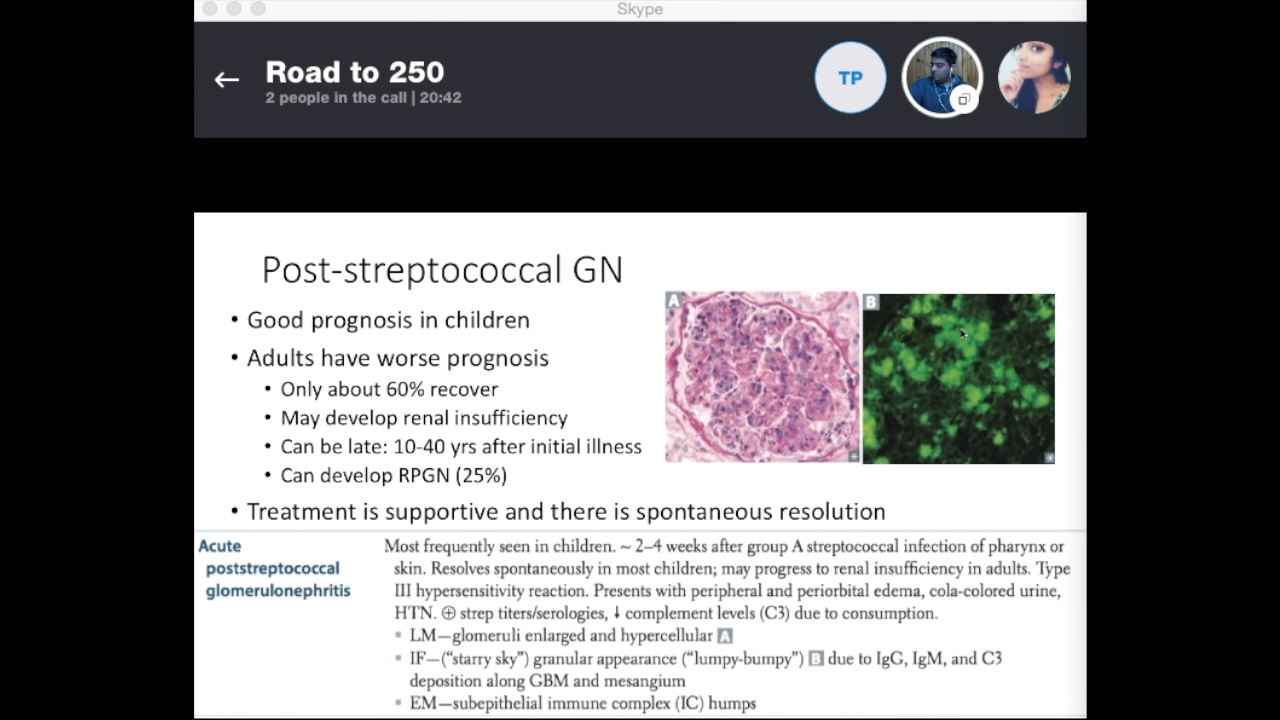 Skype
Road to 250
2 people in the call | 20:42
TP
Post-streptococcal GN
• Good prognosis in children
• Adults have worse prognosis
• Only about 60% recover
• May develop renal insufficiency
• Can be late: 10-40 yrs after initial illness
• Can develop RPGN (25%)
• Treatment is supportive and there is spontaneous resolution
A
B
Acute
poststreptococcal
glomerulonephritis
Most frequently seen in children. ~ 2–4 weeks after group A streptococcal infection of pharynx or
skin. Resolves spontaneously in most children; may progress to renal insufficiency in adults. Type
III hypersensitivity reaction. Presents with peripheral and periorbital edema, cola-colored urine,
HTN. ⊕ strep titers/serologies, ↓ complement levels (C3) due to consumption.
▪ LM—glomeruli enlarged and hypercellular A
▪ IF—(“starry sky”) granular appearance (“lumpy-bumpy”) B due to IgG, IgM, and C3
deposition along GBM and mesangium
▪ EM—subepithelial immune complex (IC) humps